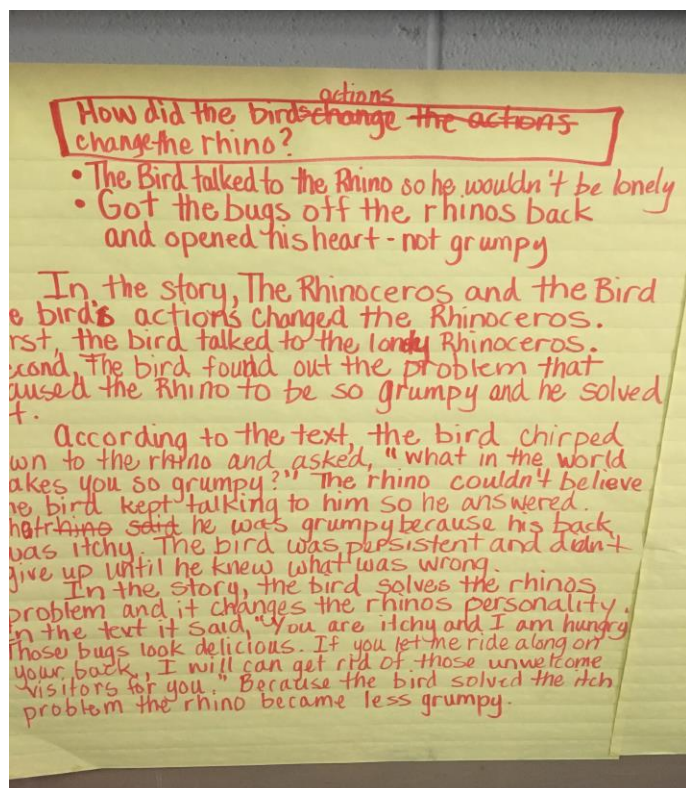 actions
How did the birds change the actions
change the rhino?
• The Bird talked to the Rhino so he wouldn't be lonely
• Got the bugs off the rhinos back
and opened his heart - not grumpy
In the story, The Rhinoceros and the Bird
e bird's actions changed the Rhinoceros.
rst, the bird talked to the lonely Rhinoceros.
cond, The bird found out the problem that
aused the Rhino to be so grumpy and he solved
t.
According to the text, the bird chirped
wn to the rhino and asked, "what in the world
akes you so grumpy?" The rhino couldn't believe
e bird kept talking to him so he answered.
hat rhino said he was grumpy because his back
was itchy. The bird was persistent and didn't
give up until he knew what was wrong.
In the story, the bird solves the rhinos
problem and it changes the rhinos personality.
In the text it said, "You are itchy and I am hungry
Those bugs look delicious. If you let me ride along on
your back, I will can get rid of those unwelcome
visitors for you." Because the bird solved the itch
problem the rhino became less grumpy.